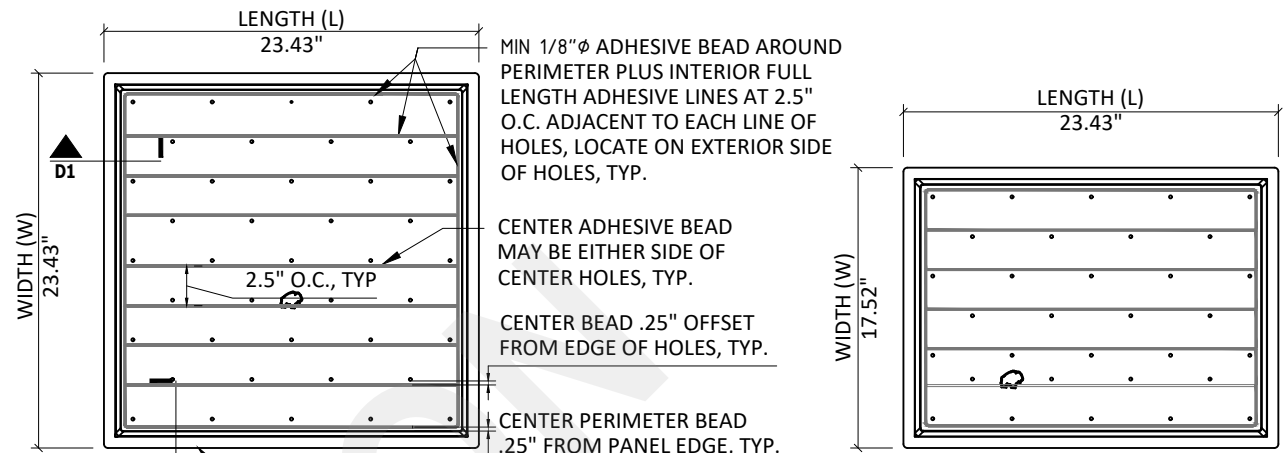 LENGTH (L)
23.43"
WIDTH (W)
23.43"
D1
2.5" O.C., TYP
MIN 1/8"ϕ ADHESIVE BEAD AROUND
PERIMETER PLUS INTERIOR FULL
LENGTH ADHESIVE LINES AT 2.5"
O.C. ADJACENT TO EACH LINE OF
HOLES, LOCATE ON EXTERIOR SIDE
OF HOLES, TYP.
CENTER ADHESIVE BEAD
MAY BE EITHER SIDE OF
CENTER HOLES, TYP.
CENTER BEAD .25" OFFSET
FROM EDGE OF HOLES, TYP.
CENTER PERIMETER BEAD
.25" FROM PANEL EDGE, TYP.
LENGTH (L)
23.43"
WIDTH (W)
17.52"